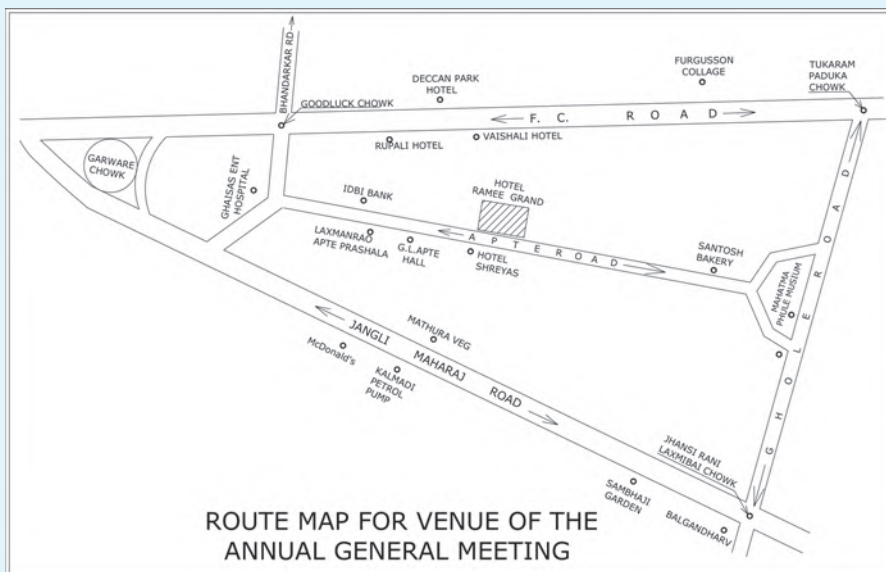 BHANDARKAR RD
GOODLUCK CHOWK
DECCAN PARK
HOTEL
FURGUSSON
COLLAGE
TUKARAM
PADUKA
CHOWK
F. C. ROAD
RUPALI HOTEL
VAISHALI HOTEL
GARWARE
CHOWK
GHAISAS ENT
HOSPITAL
IDBI BANK
HOTEL
RAMEE GRAND
LAXMANRAO
APTE PRASHALA
G.L.APTE
HALL
APTE ROAD
HOTEL
SHREYAS
SANTOSH
BAKERY
MAHATMA
PHULE MUSIUM
GHOLE ROAD
JANGLI MAHARAJ ROAD
MATHURA VEG
McDonald's
KALMADI
PETROL
PUMP
JHANSI RANI
LAXMIBAI CHOWK
SAMBHAJI
GARDEN
BALGANDHARV
ROUTE MAP FOR VENUE OF THE
ANNUAL GENERAL MEETING